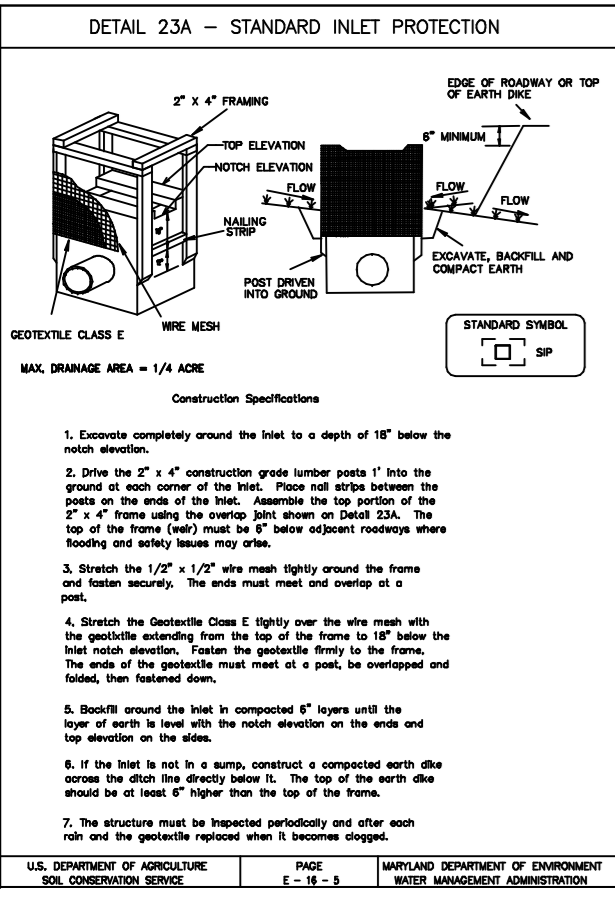 DETAIL 23A – STANDARD INLET PROTECTION
EDGE OF ROADWAY OR TOP
OF EARTH DIKE
2" X 4" FRAMING
6" MINIMUM
TOP ELEVATION
NOTCH ELEVATION
FLOW
FLOW
FLOW
NAILING
STRIP
EXCAVATE, BACKFILL AND
COMPACT EARTH
POST DRIVEN
INTO GROUND
WIRE MESH
GEOTEXTILE CLASS E
STANDARD SYMBOL
SIP
MAX. DRAINAGE AREA = 1/4 ACRE
Construction Specifications
1. Excavate completely around the inlet to a depth of 18" below the
notch elevation.
2. Drive the 2" x 4" construction grade lumber posts 1' into the
ground at each corner of the inlet. Place nail strips between the
posts on the ends of the inlet. Assemble the top portion of the
2" x 4" frame using the overlap joint shown on Detail 23A. The
top of the frame (weir) must be 6" below adjacent roadways where
flooding and safety issues may arise.
3. Stretch the 1/2" x 1/2" wire mesh tightly around the frame
and fasten securely. The ends must meet and overlap at a
post.
4. Stretch the Geotextile Class E tightly over the wire mesh with
the geotixtile extending from the top of the frame to 18" below the
inlet notch elevation. Fasten the geotextile firmly to the frame.
The ends of the geotextile must meet at a post, be overlapped and
folded, then fastened down.
5. Backfill around the inlet in compacted 6" layers until the
layer of earth is level with the notch elevation on the ends and
top elevation on the sides.
6. If the inlet is not in a sump, construct a compacted earth dike
across the ditch line directly below it. The top of the earth dike
should be at least 6" higher than the top of the frame.
7. The structure must be inspected periodically and after each
rain and the geotextile replaced when it becomes clogged.
U.S. DEPARTMENT OF AGRICULTURE
SOIL CONSERVATION SERVICE
PAGE
E – 16 – 5
MARYLAND DEPARTMENT OF ENVIRONMENT
WATER MANAGEMENT ADMINISTRATION